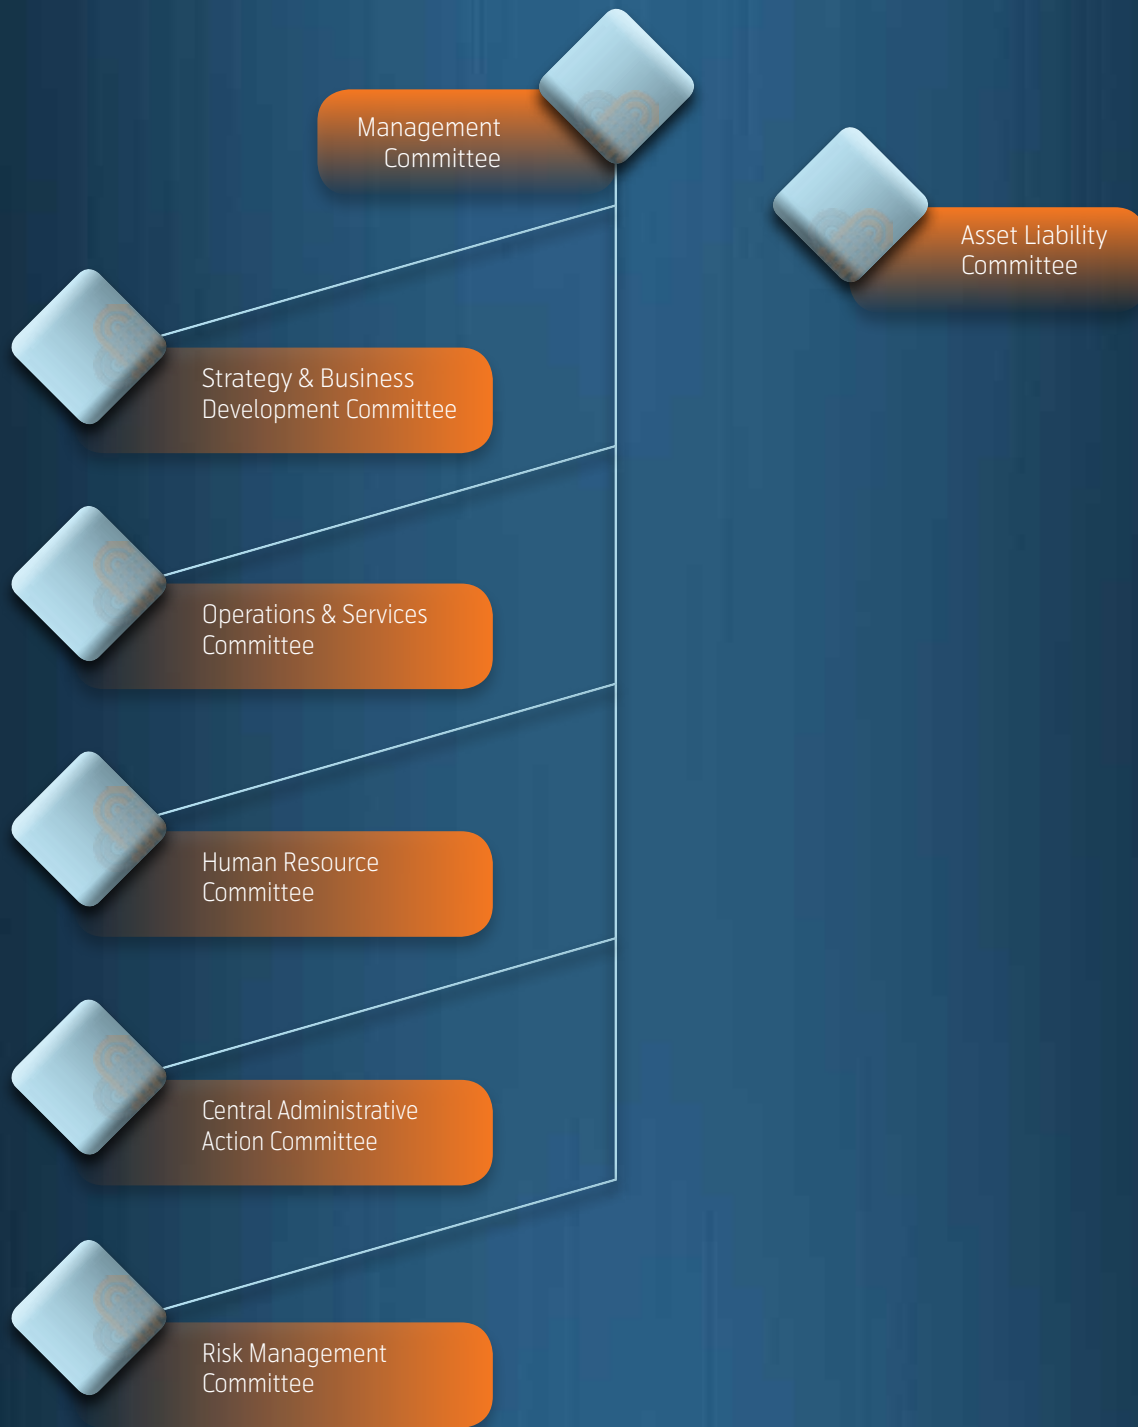 Management
Committee
Asset Liability
Committee
Strategy & Business
Development Committee
Operations & Services
Committee
Human Resource
Committee
Central Administrative
Action Committee
Risk Management
Committee